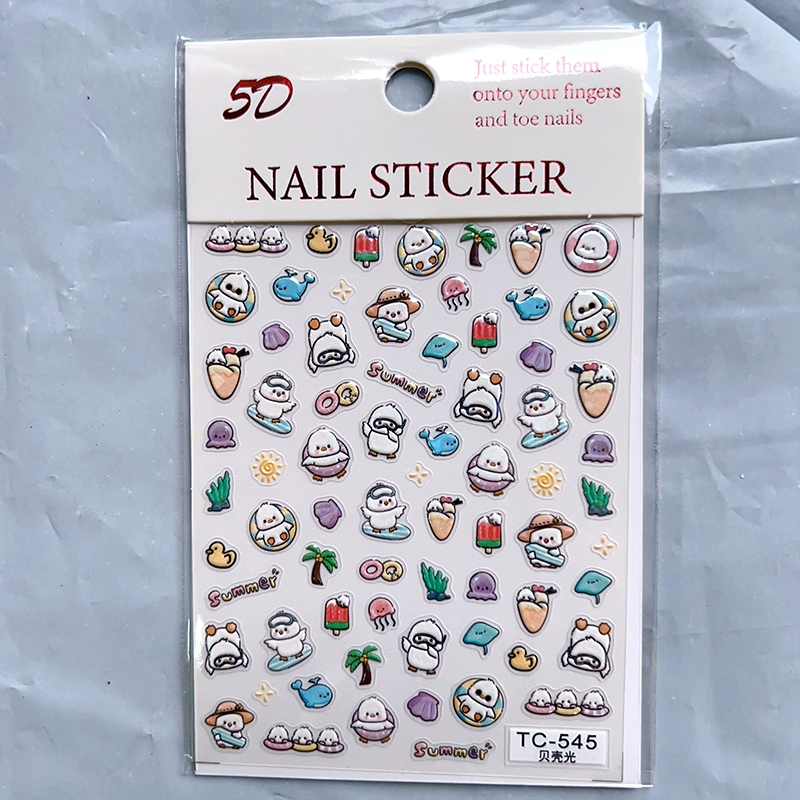 5D
Just stick them
onto your fingers
and toe nails
NAIL STICKER
Summer
Summer
Summer
TC-545
贝壳光